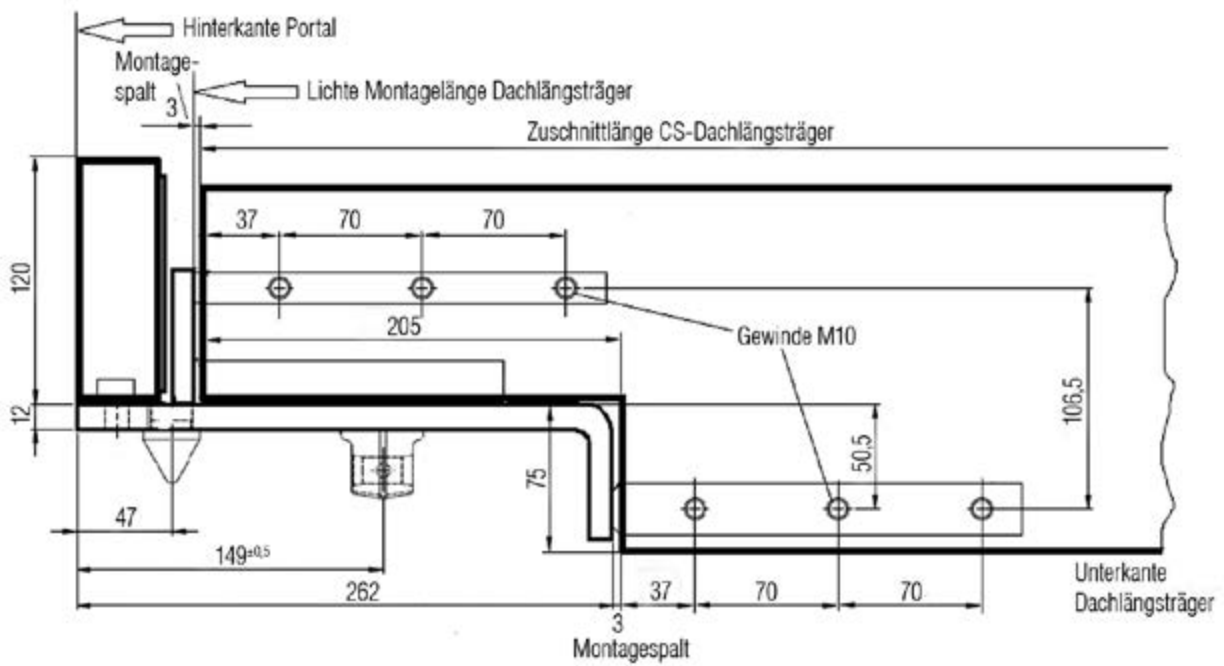 Hinterkante Portal
Montage-
spalt
Lichte Montagelänge Dachlängsträger
3
Zuschnittlänge CS-Dachlängsträger
37
70
70
120
205
Gewinde M10
106,5
12
50,5
75
47
149±0,5
262
37
70
70
3
Montagespalt
Unterkante
Dachlängsträger